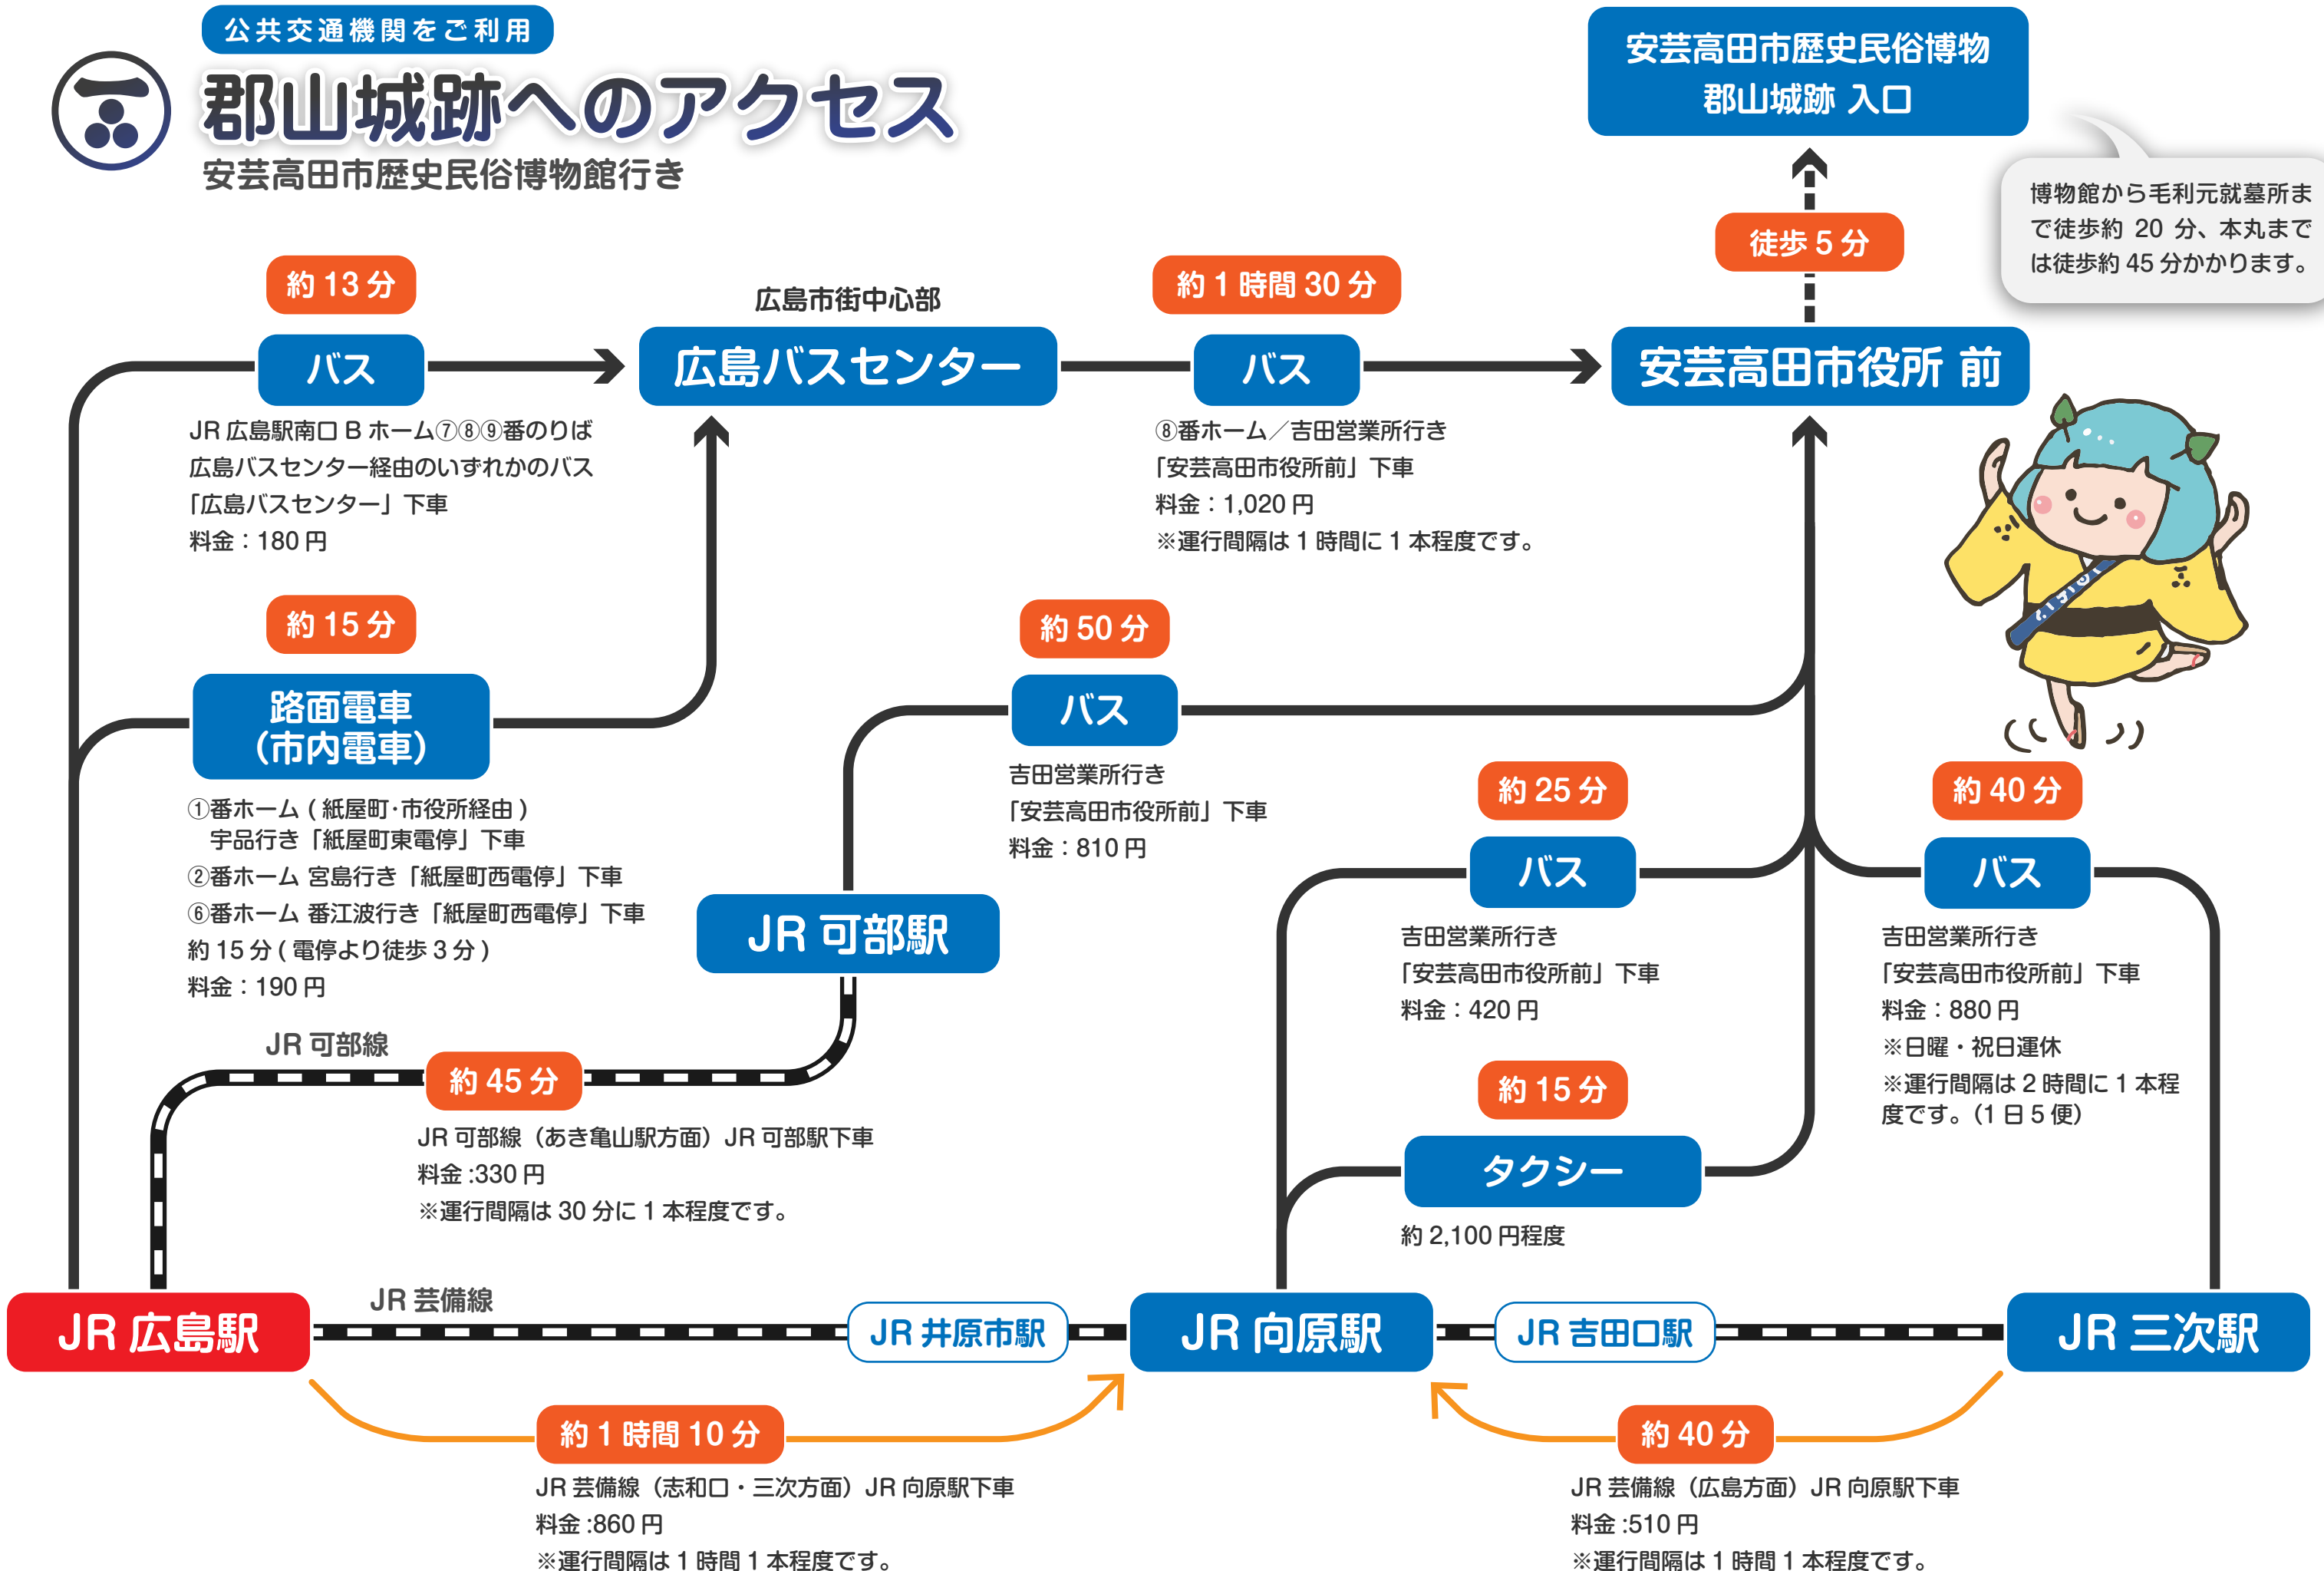 公共交通機関をご利用
郡山城跡へのアクセス
安芸高田市歴史民俗博物館行き
安芸高田市歴史民俗博物
郡山城跡 入口
博物館から毛利元就墓所ま
で徒歩約 20 分、本丸まで
は徒歩約 45 分かかります。
徒歩 5 分
約 13 分
バス
JR 広島駅南口 B ホーム⑦⑧⑨番のりば
広島バスセンター経由のいずれかのバス
「広島バスセンター」下車
料金：180 円
広島市街中心部
広島バスセンター
約 1 時間 30 分
バス
⑧番ホーム／吉田営業所行き
「安芸高田市役所前」下車
料金：1,020 円
※運行間隔は 1 時間に 1 本程度です。
安芸高田市役所 前
約 15 分
路面電車
（市内電車）
①番ホーム ( 紙屋町･市役所経由 )
宇品行き「紙屋町東電停」下車
②番ホーム 宮島行き「紙屋町西電停」下車
⑥番ホーム 番江波行き「紙屋町西電停」下車
約 15 分 ( 電停より徒歩 3 分 )
料金：190 円
約 50 分
バス
吉田営業所行き
「安芸高田市役所前」下車
料金：810 円
JR 可部駅
約 25 分
バス
吉田営業所行き
「安芸高田市役所前」下車
料金：420 円
約 40 分
バス
吉田営業所行き
「安芸高田市役所前」下車
料金：880 円
※日曜・祝日運休
※運行間隔は 2 時間に 1 本程
度です。（1 日 5 便）
JR 可部線
約 45 分
JR 可部線（あき亀山駅方面）JR 可部駅下車
料金 :330 円
※運行間隔は 30 分に 1 本程度です。
約 15 分
タクシー
約 2,100 円程度
JR 広島駅
JR 芸備線
JR 井原市駅
JR 向原駅
JR 吉田口駅
JR 三次駅
約 1 時間 10 分
JR 芸備線（志和口・三次方面）JR 向原駅下車
料金 :860 円
※運行間隔は 1 時間 1 本程度です。
約 40 分
JR 芸備線（広島方面）JR 向原駅下車
料金 :510 円
※運行間隔は 1 時間 1 本程度です。